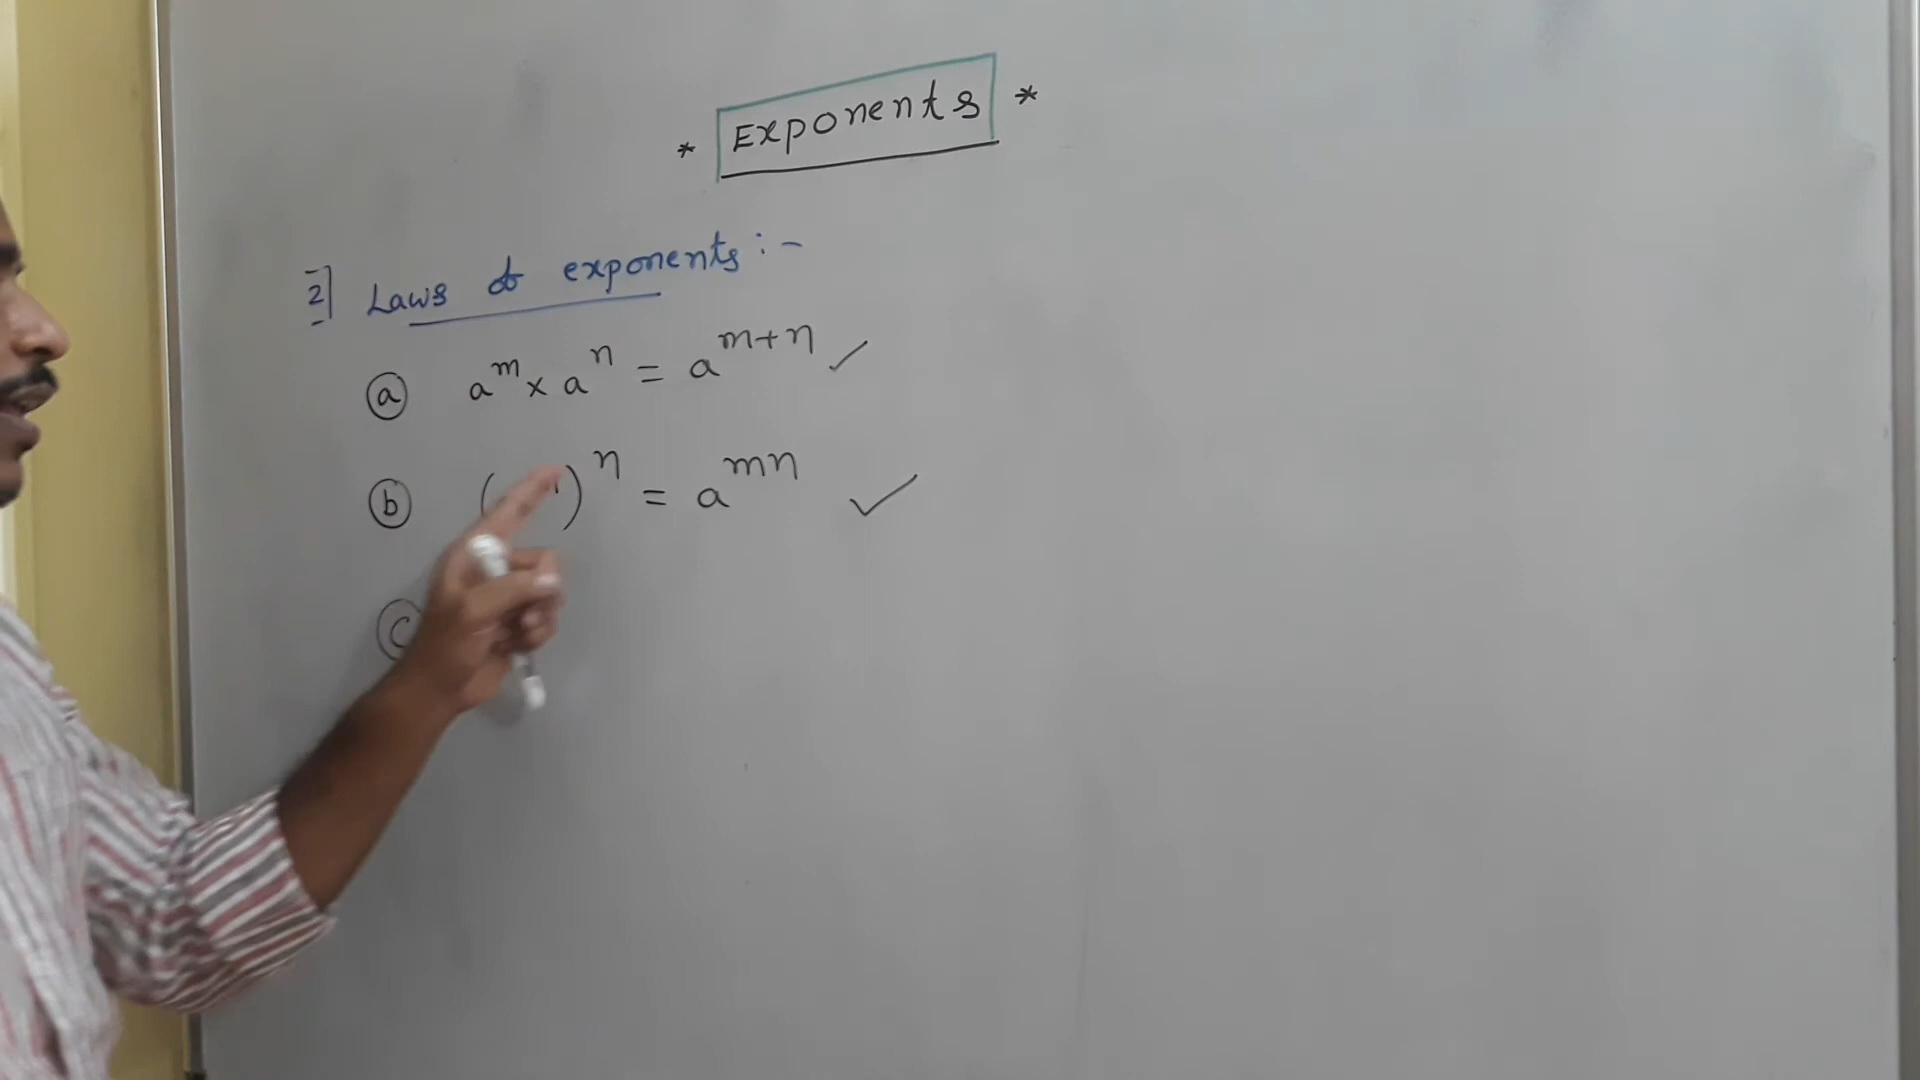 * Exponents *
2] Laws of exponents :-
(a) a^m x a^n = a^{m+n} ✓
(b) ( )^n = a^{mn} ✓
(c)